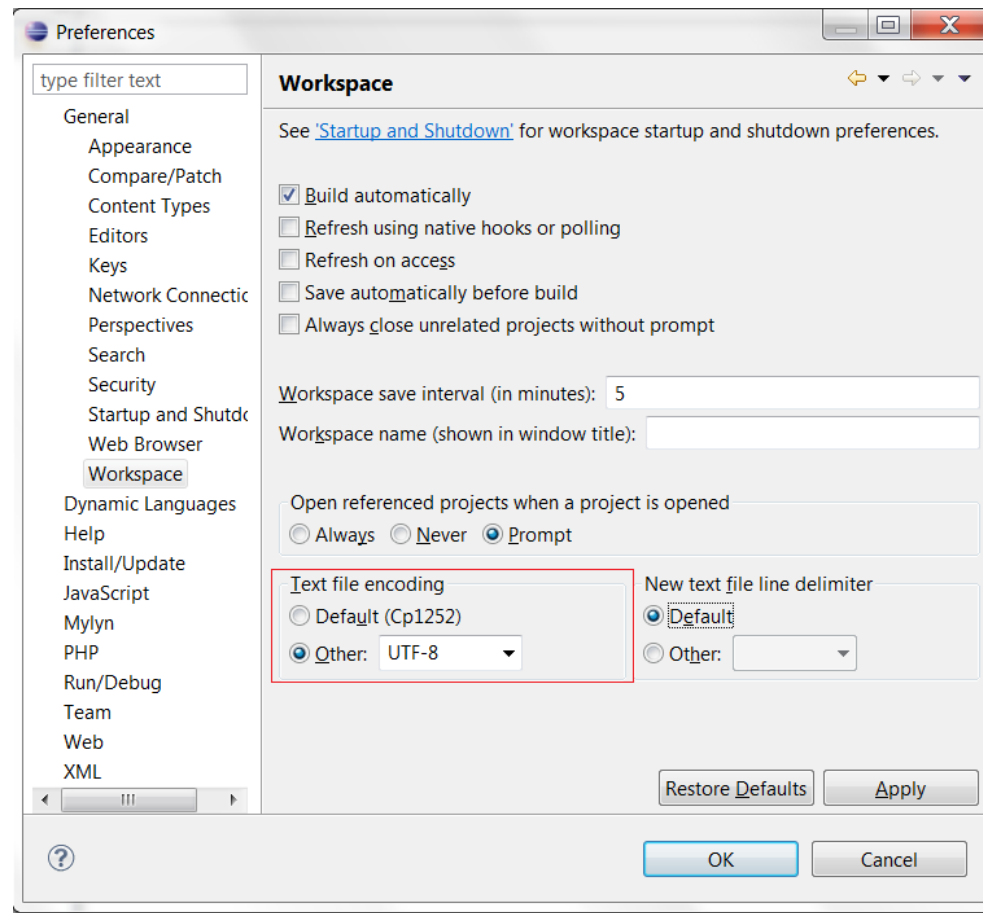 Preferences
type filter text
General
Appearance
Compare/Patch
Content Types
Editors
Keys
Network Connectic
Perspectives
Search
Security
Startup and Shutdc
Web Browser
Workspace
Dynamic Languages
Help
Install/Update
JavaScript
Mylyn
PHP
Run/Debug
Team
Web
XML
Workspace
See 'Startup and Shutdown' for workspace startup and shutdown preferences.
Build automatically
Refresh using native hooks or polling
Refresh on access
Save automatically before build
Always close unrelated projects without prompt
Workspace save interval (in minutes): 5
Workspace name (shown in window title):
Open referenced projects when a project is opened
Always Never Prompt
Text file encoding
Default (Cp1252)
Other: UTF-8
New text file line delimiter
Default
Other:
Restore Defaults Apply
? OK Cancel